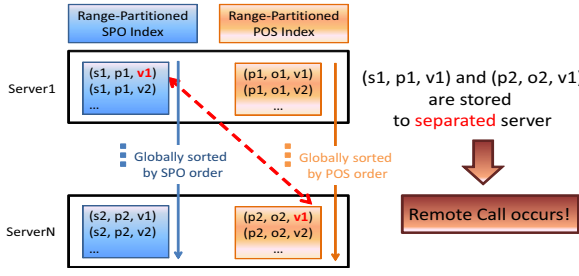 Range-Partitioned
SPO Index
Range-Partitioned
POS Index
Server1
(s1, p1, v1)
(s1, p1, v2)
...
(p1, o1, v1)
(p1, o1, v2)
...
(s1, p1, v1) and (p2, o2, v1)
are stored
to separated server
Globally sorted
by SPO order
Globally sorted
by POS order
ServerN
(s2, p2, v1)
(s2, p2, v2)
...
(p2, o2, v1)
(p2, o2, v2)
...
Remote Call occurs!